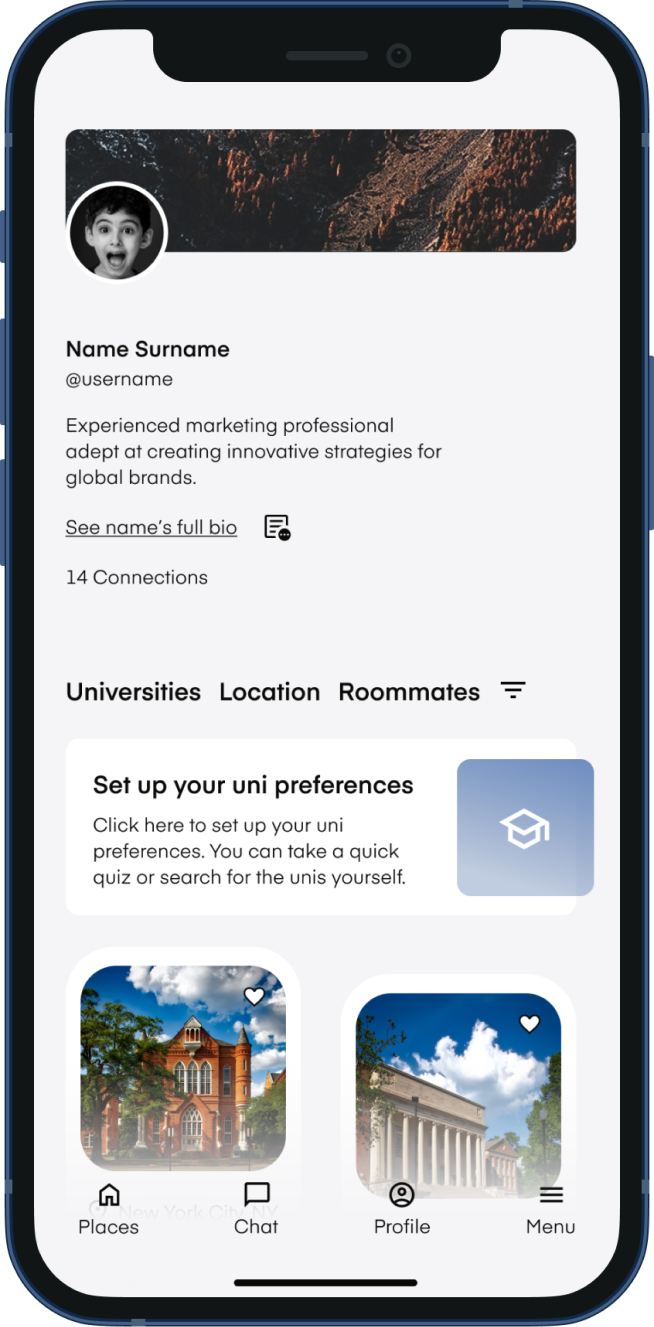 Name Surname
@username
Experienced marketing professional
adept at creating innovative strategies for
global brands.
See name's full bio
14 Connections
Universities Location Roommates
Set up your uni preferences
Click here to set up your uni
preferences. You can take a quick
quiz or search for the unis yourself.
New York City, NY
Places Chat Profile Menu